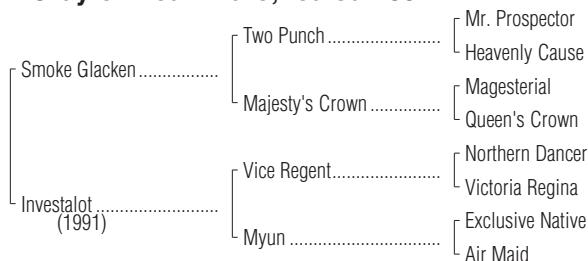 Mr. Prospector
Two Punch
Heavenly Cause
Smoke Glacken
Magesterial
Majesty's Crown
Queen's Crown
Northern Dancer
Vice Regent
Victoria Regina
Investalot
(1991)
Exclusive Native
Myun
Air Maid